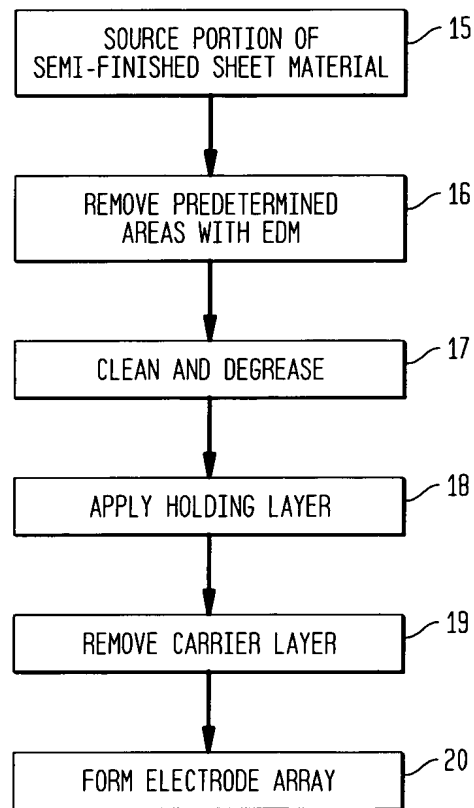 SOURCE PORTION OF
SEMI-FINISHED SHEET MATERIAL
15
REMOVE PREDETERMINED
AREAS WITH EDM
16
CLEAN AND DEGREASE
17
APPLY HOLDING LAYER
18
REMOVE CARRIER LAYER
19
FORM ELECTRODE ARRAY
20